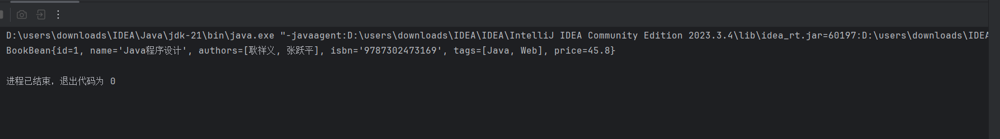 D:\users\downloads\IDEA\Java\jdk-21\bin\java.exe "-javaagent:D:\users\downloads\IDEA\IDEA\IntelliJ IDEA Community Edition 2023.3.4\lib\idea_rt.jar=60197:D:\users\downloads\IDEA
BookBean{id=1, name='Java程序设计', authors=[耿祥义, 张跃平], isbn='9787302473169', tags=[Java, Web], price=45.8}
进程已结束，退出代码为 0